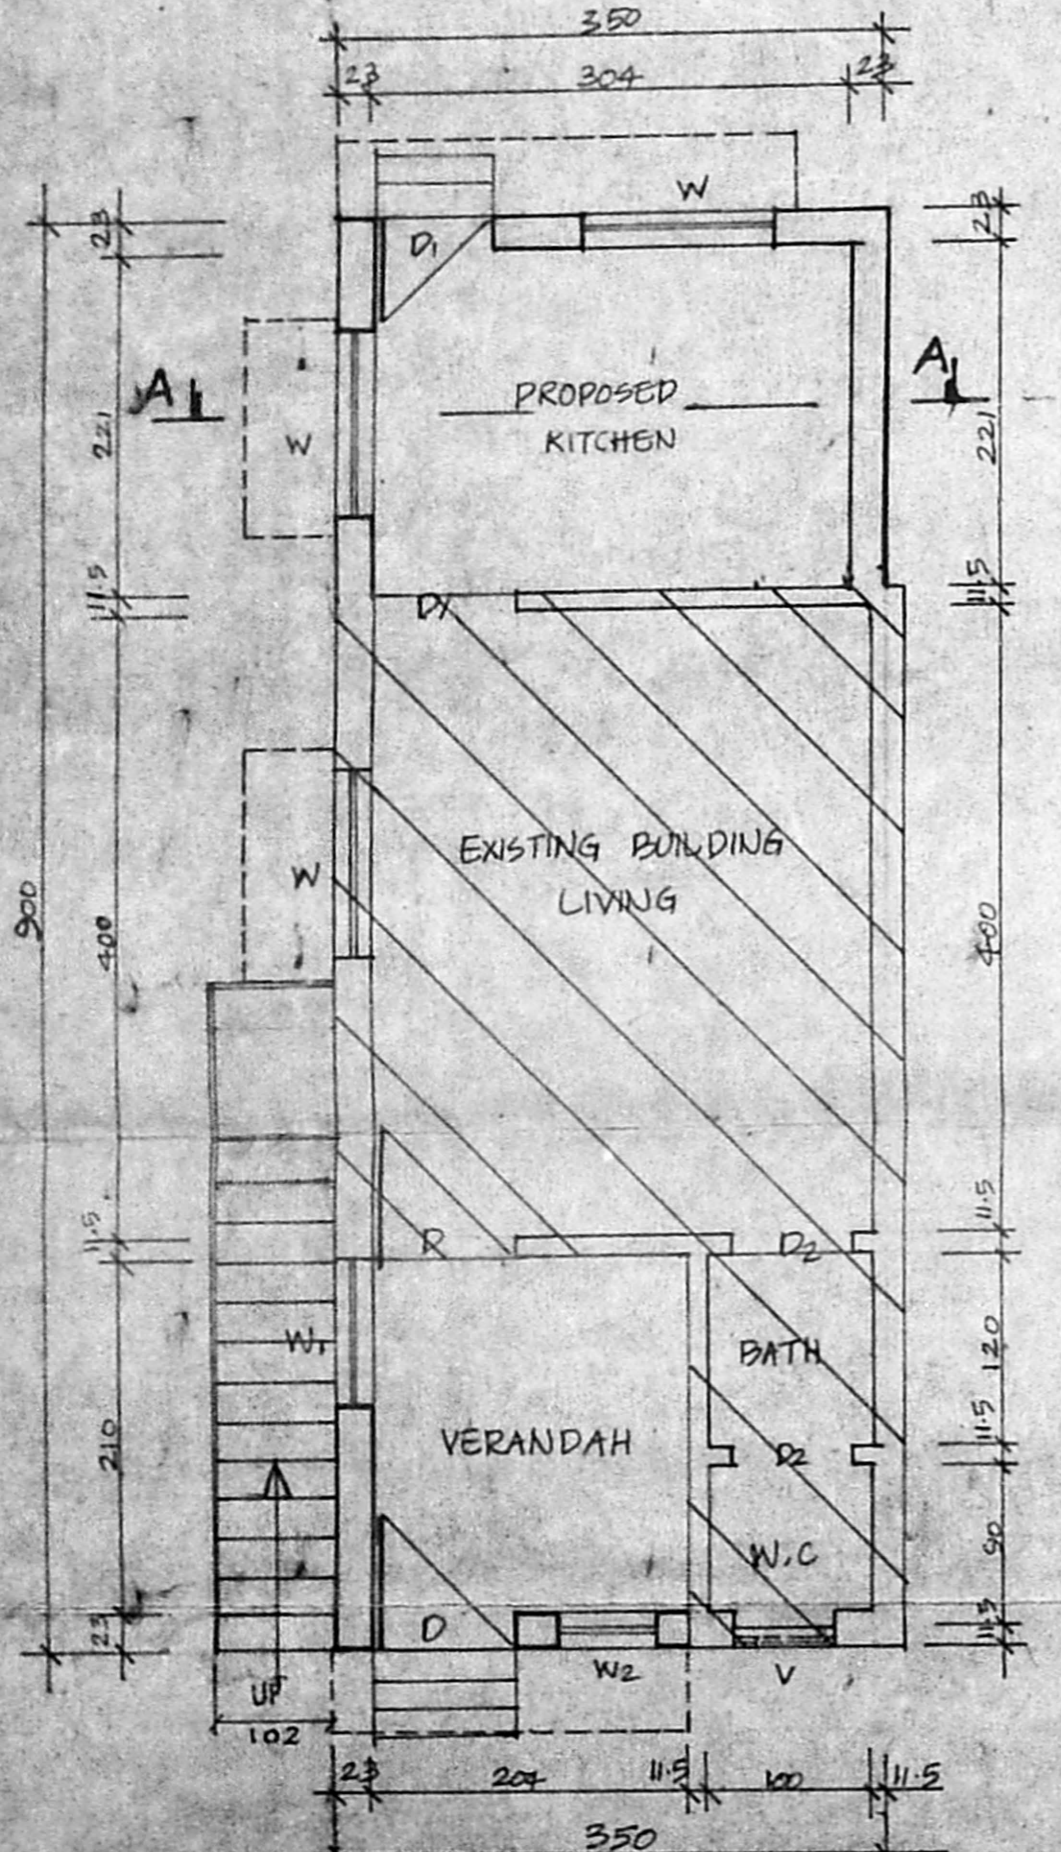 350
23
304
23
W
D1
23
23
A
A
PROPOSED
KITCHEN
W
221
221
11.5
11.5
D1
EXISTING BUILDING
LIVING
W
900
400
400
11.5
11.5
D
D2
W1
BATH
120
VERANDAH
210
11.5
D2
90
W.C
23
11.5
D
W2
V
UP
102
23
204
11.5
100
11.5
350